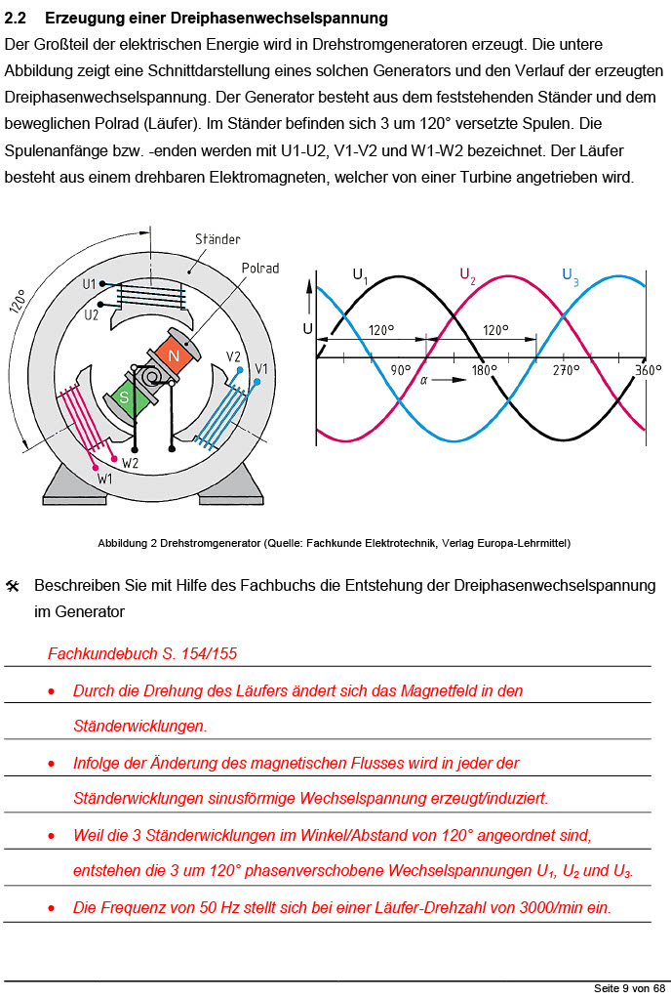 2.2 Erzeugung einer Dreiphasenwechselspannung
Der Großteil der elektrischen Energie wird in Drehstromgeneratoren erzeugt. Die untere
Abbildung zeigt eine Schnittdarstellung eines solchen Generators und den Verlauf der erzeugten
Dreiphasenwechselspannung. Der Generator besteht aus dem feststehenden Ständer und dem
beweglichen Polrad (Läufer). Im Ständer befinden sich 3 um 120° versetzte Spulen. Die
Spulenanfänge bzw. -enden werden mit U1-U2, V1-V2 und W1-W2 bezeichnet. Der Läufer
besteht aus einem drehbaren Elektromagneten, welcher von einer Turbine angetrieben wird.
120°
Ständer
Polrad
U1
U2
N
S
V2
V1
W2
W1
U₁
U₂
U₃
U
120°
120°
90°
α
180°
270°
360°
Abbildung 2 Drehstromgenerator (Quelle: Fachkunde Elektrotechnik, Verlag Europa-Lehrmittel)
Beschreiben Sie mit Hilfe des Fachbuchs die Entstehung der Dreiphasenwechselspannung
im Generator
Fachkundebuch S. 154/155
• Durch die Drehung des Läufers ändert sich das Magnetfeld in den
Ständerwicklungen.
• Infolge der Änderung des magnetischen Flusses wird in jeder der
Ständerwicklungen sinusförmige Wechselspannung erzeugt/induziert.
• Weil die 3 Ständerwicklungen im Winkel/Abstand von 120° angeordnet sind,
entstehen die 3 um 120° phasenverschobene Wechselspannungen U₁, U₂ und U₃.
• Die Frequenz von 50 Hz stellt sich bei einer Läufer-Drehzahl von 3000/min ein.
Seite 9 von 68